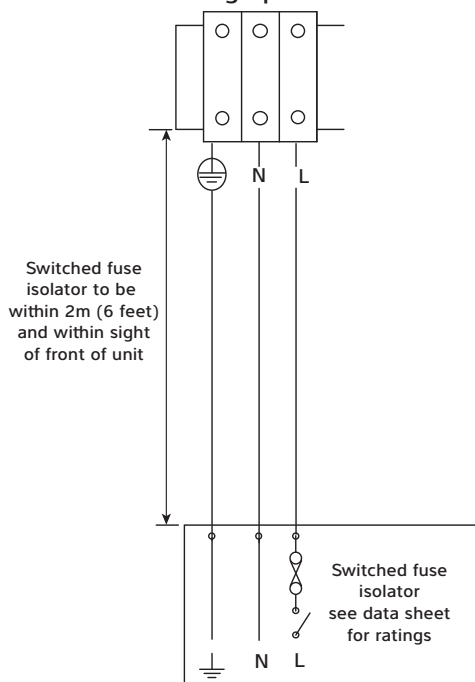 N
L
Switched fuse
isolator to be
within 2m (6 feet)
and within sight
of front of unit
Switched fuse
isolator
see data sheet
for ratings
N
L